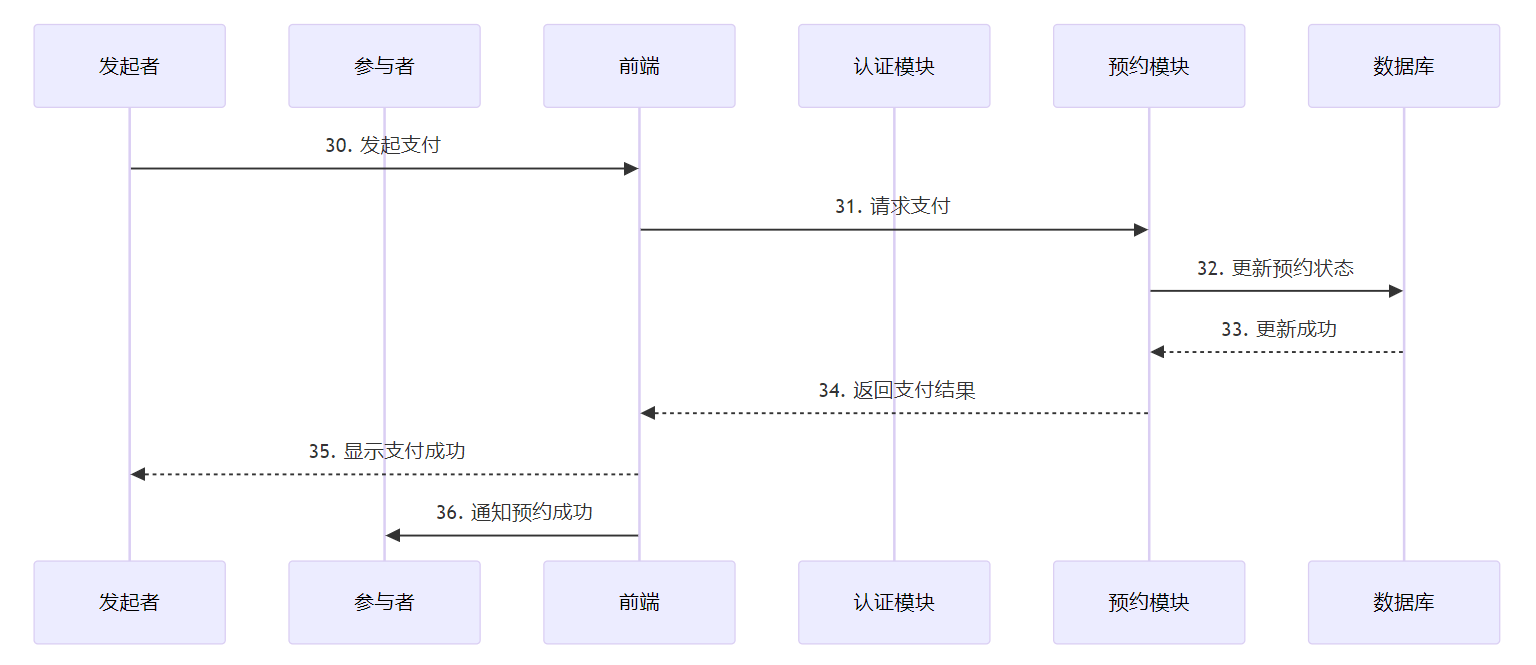 发起者
参与者
前端
认证模块
预约模块
数据库
30. 发起支付
31. 请求支付
32. 更新预约状态
33. 更新成功
34. 返回支付结果
35. 显示支付成功
36. 通知预约成功
发起者
参与者
前端
认证模块
预约模块
数据库